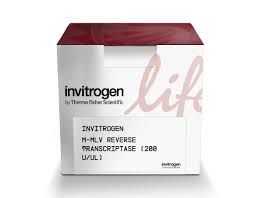 invitrogen
by Thermo Fisher Scientific
life
INVITROGEN
M-MLV REVERSE
TRANSCRIPTASE (200
U/UL)
invitrogen